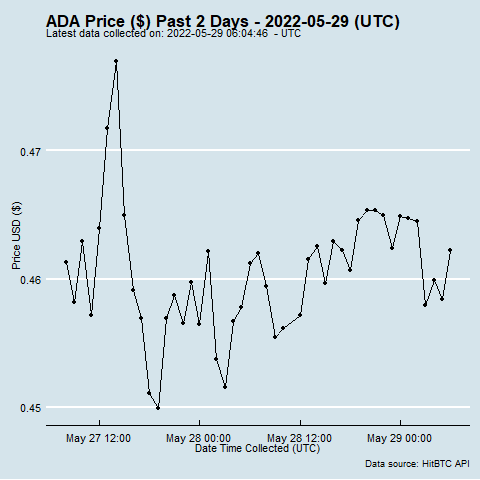 ADA Price ($) Past 2 Days - 2022-05-29 (UTC)
Latest data collected on: 2022-05-29 06:04:46  - UTC
0.47
0.46
0.45
Price USD ($)
May 27 12:00
May 28 00:00
May 28 12:00
May 29 00:00
Date Time Collected (UTC)
Data source: HitBTC API